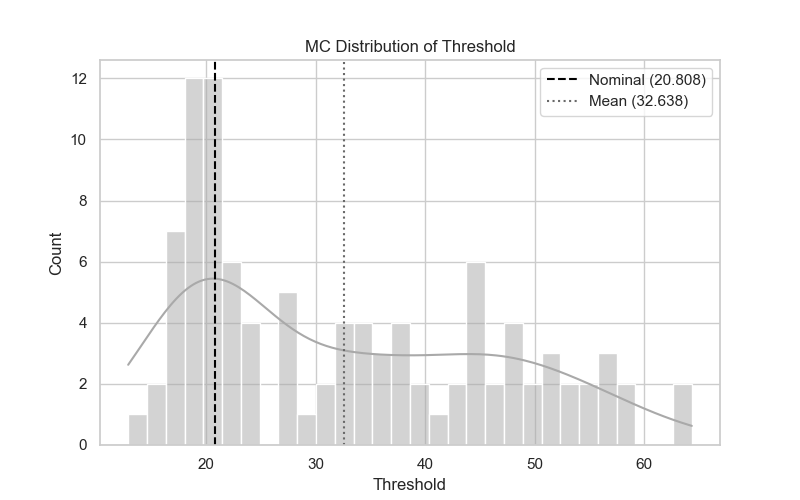 MC Distribution of Threshold
Nominal (20.808)
Mean (32.638)
12
10
8
6
4
2
0
Count
20
30
40
50
60
Threshold